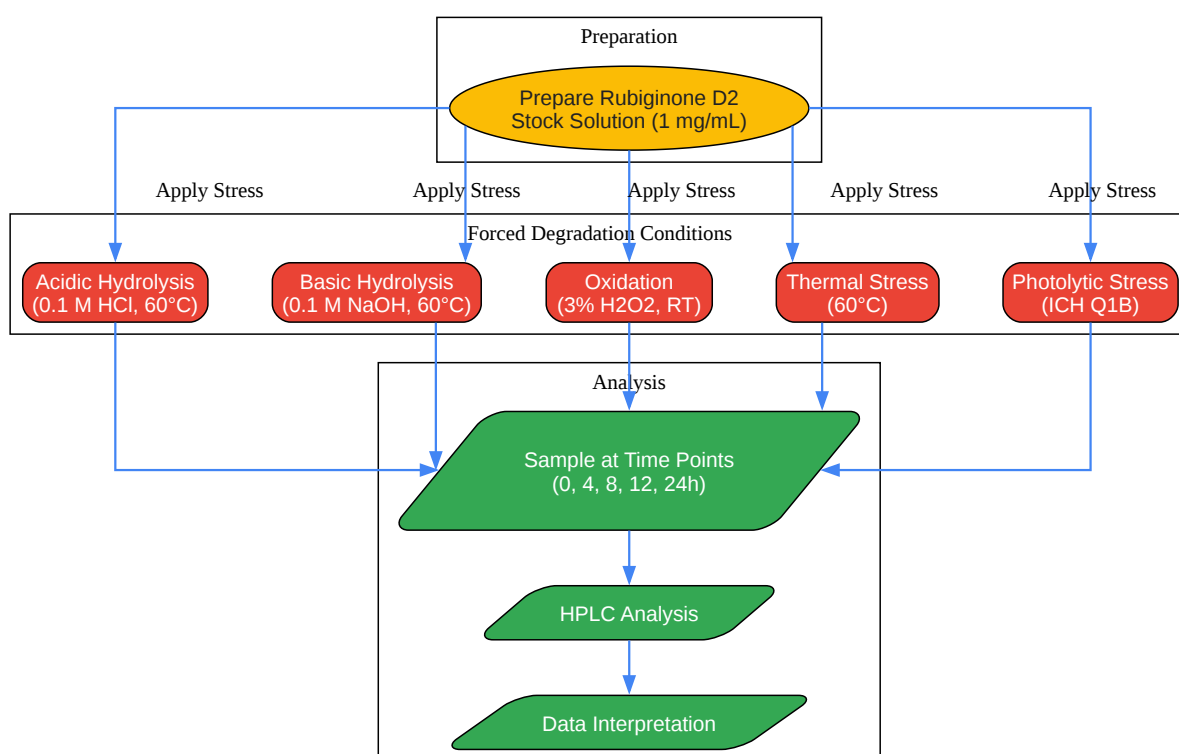 Preparation
Prepare Rubiginone D2
Stock Solution (1 mg/mL)
Apply Stress
Apply Stress
Apply Stress
Apply Stress
Apply Stress
Forced Degradation Conditions
Acidic Hydrolysis
(0.1 M HCl, 60°C)
Basic Hydrolysis
(0.1 M NaOH, 60°C)
Oxidation
(3% H2O2, RT)
Thermal Stress
(60°C)
Photolytic Stress
(ICH Q1B)
Analysis
Sample at Time Points
(0, 4, 8, 12, 24h)
HPLC Analysis
Data Interpretation